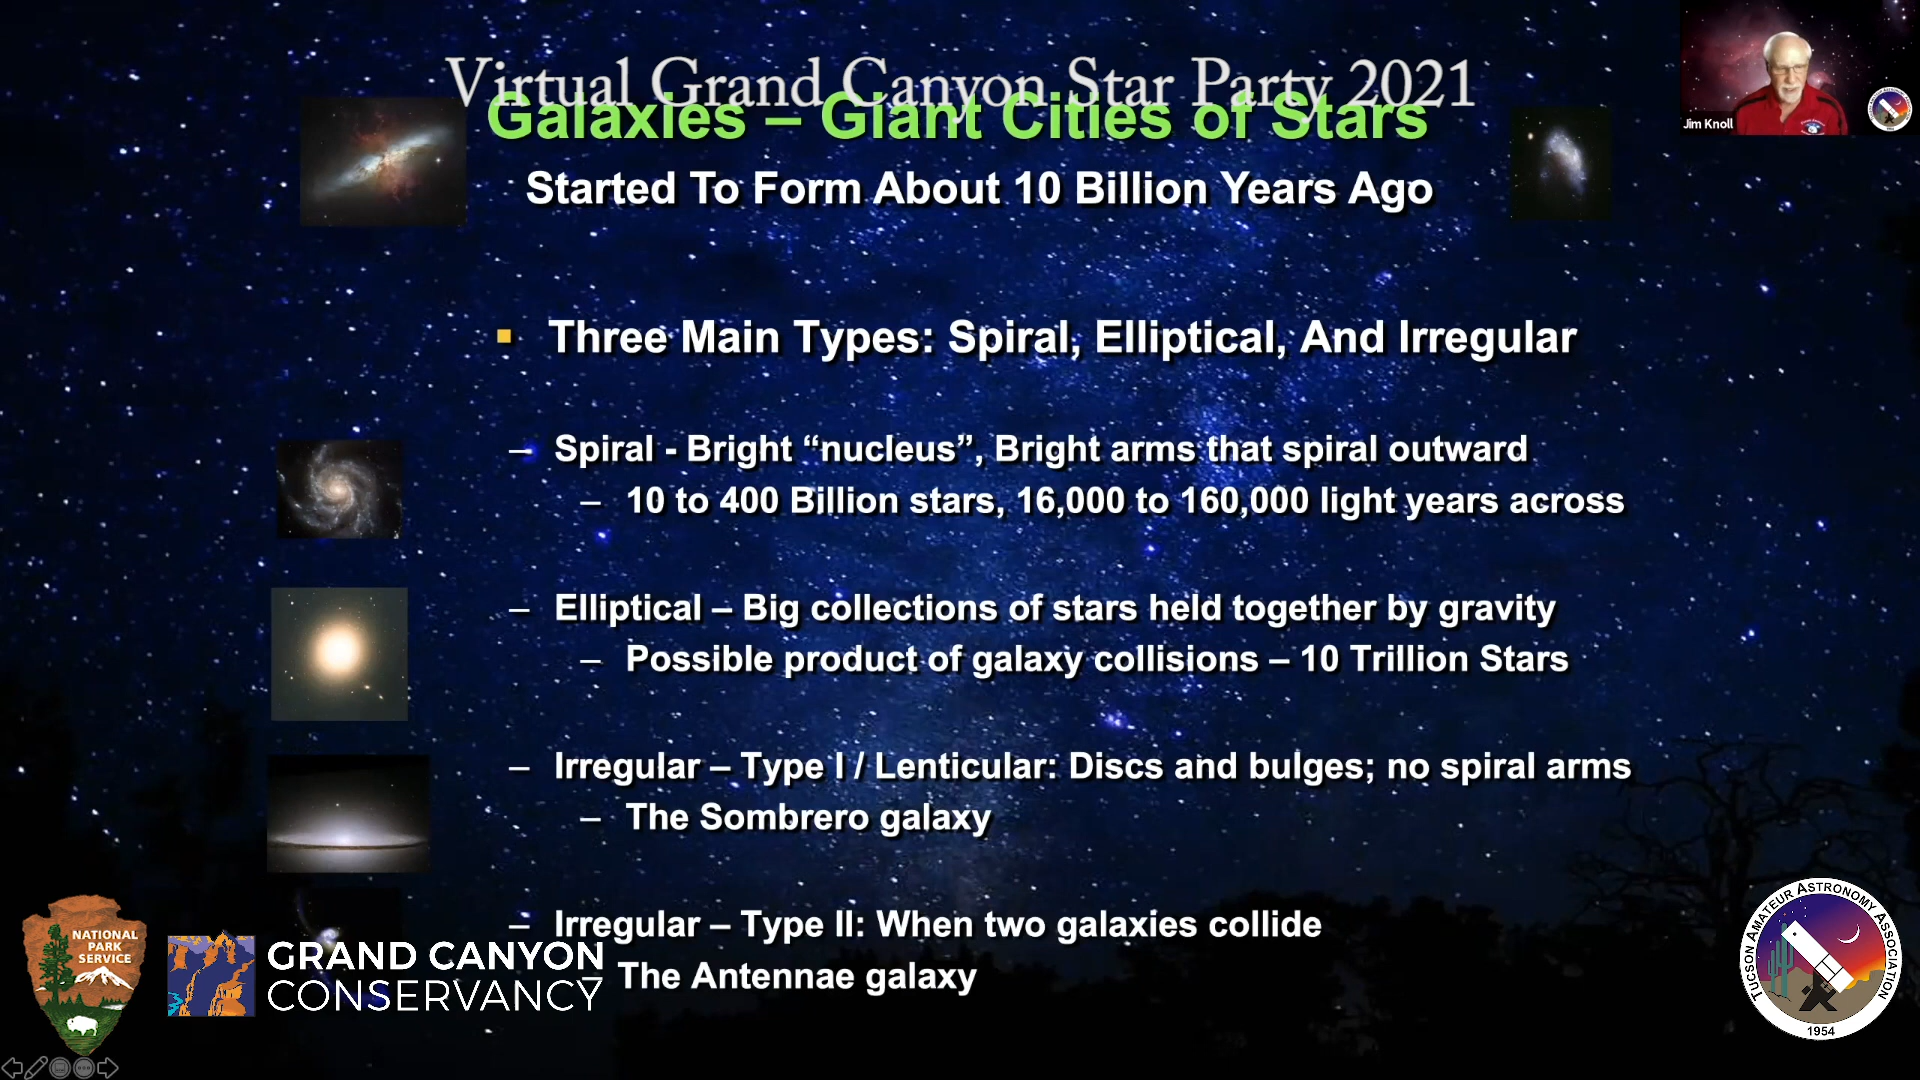 Virtual Grand Canyon Star Party 2021
Galaxies – Giant Cities of Stars
Started To Form About 10 Billion Years Ago
Jim Knoll
▪ Three Main Types: Spiral, Elliptical, And Irregular
– Spiral - Bright “nucleus”, Bright arms that spiral outward
– 10 to 400 Billion stars, 16,000 to 160,000 light years across
– Elliptical – Big collections of stars held together by gravity
– Possible product of galaxy collisions – 10 Trillion Stars
– Irregular – Type I / Lenticular: Discs and bulges; no spiral arms
– The Sombrero galaxy
– Irregular – Type II: When two galaxies collide
– The Antennae galaxy
NATIONAL
PARK
SERVICE
GRAND CANYON
CONSERVANCY
TUCSON AMATEUR ASTRONOMY ASSOCIATION
1954